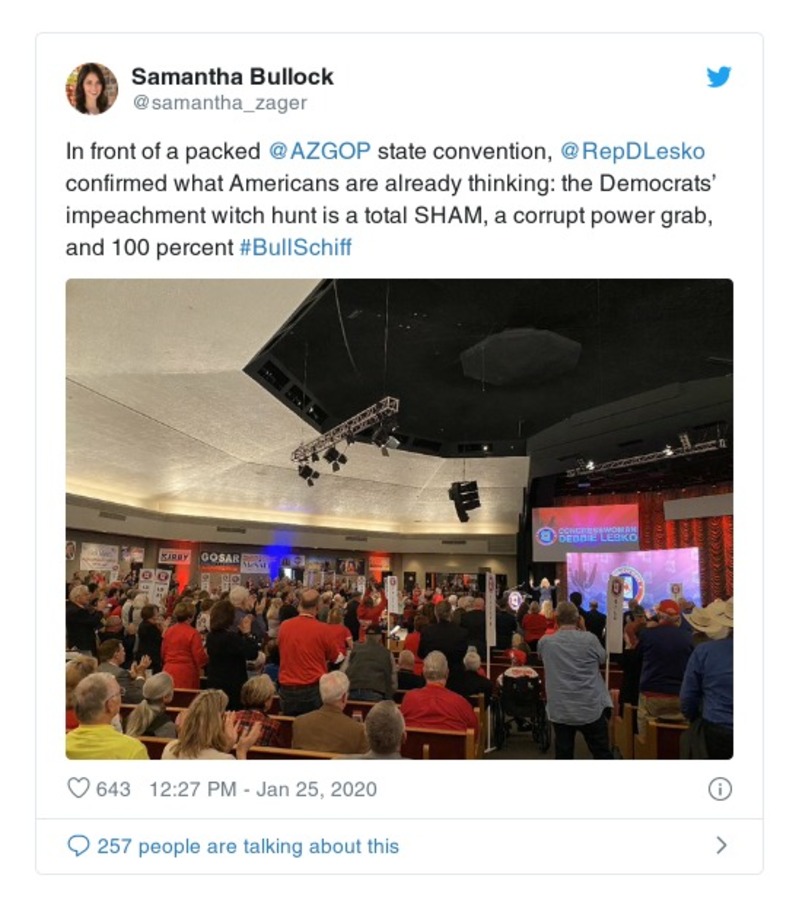 Samantha Bullock
@samantha_zager
In front of a packed @AZGOP state convention, @RepDLesko
confirmed what Americans are already thinking: the Democrats’
impeachment witch hunt is a total SHAM, a corrupt power grab,
and 100 percent #BullSchiff
CONGRESSWOMAN
DEBBIE LESKO
KIRBY
GOSAR
643 12:27 PM - Jan 25, 2020
257 people are talking about this